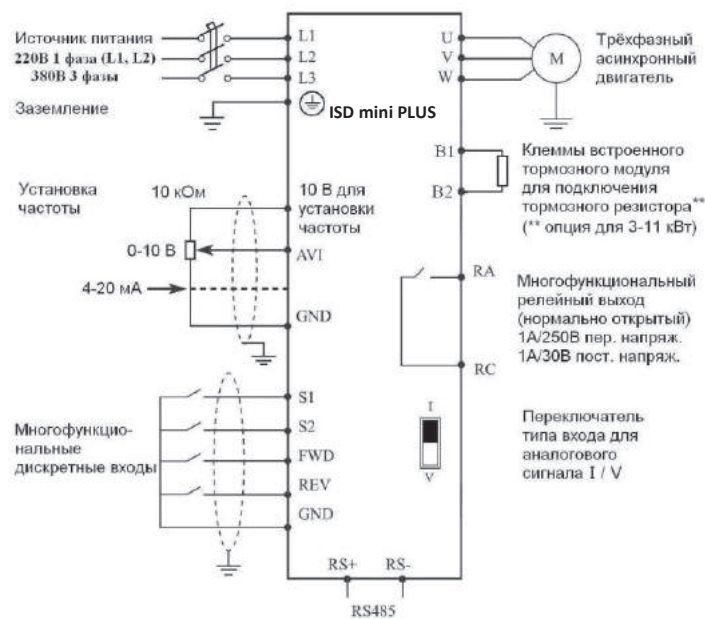 Источник питания
220В 1 фаза (L1, L2)
380В 3 фазы
Заземление
L1
L2
L3
ISD mini PLUS
U
V
W
M
Трёхфазный
асинхронный
двигатель
B1
B2
Клеммы встроенного
тормозного модуля
для подключения
тормозного резистора**
(** опция для 3-11 кВт)
Установка
частоты
10 кОм
0-10 В
4-20 мА
10 В для
установки
частоты
AVI
GND
RA
RC
Многофункциональный
релейный выход
(нормально открытый)
1А/250В пер. напряж.
1А/30В пост. напряж.
Многофункцио-
нальные
дискретные входы
S1
S2
FWD
REV
GND
I
V
Переключатель
типа входа для
аналогового
сигнала I / V
RS+ RS-
RS485